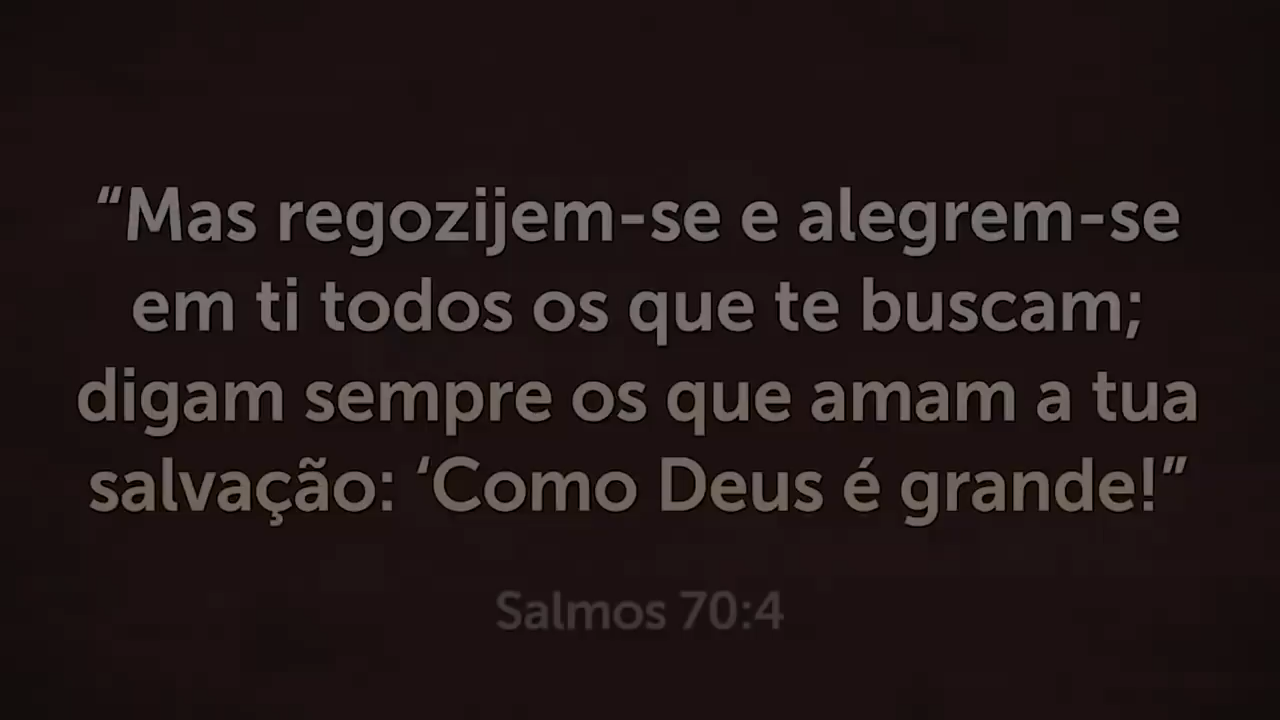 “Mas regozijem-se e alegrem-se
em ti todos os que te buscam;
digam sempre os que amam a tua
salvação: ‘Como Deus é grande!”
Salmos 70:4